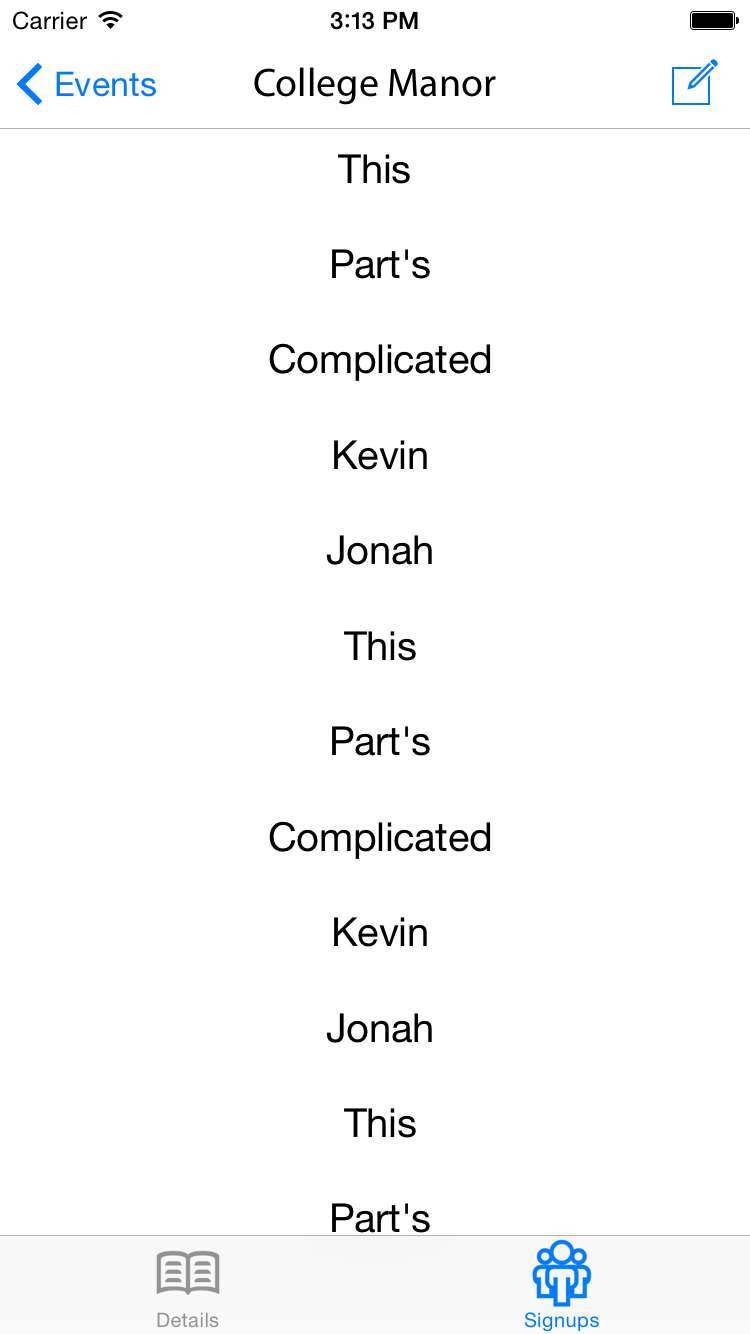 Carrier 3:13 PM
Events College Manor
This
Part's
Complicated
Kevin
Jonah
This
Part's
Complicated
Kevin
Jonah
This
Part's
Details Signups